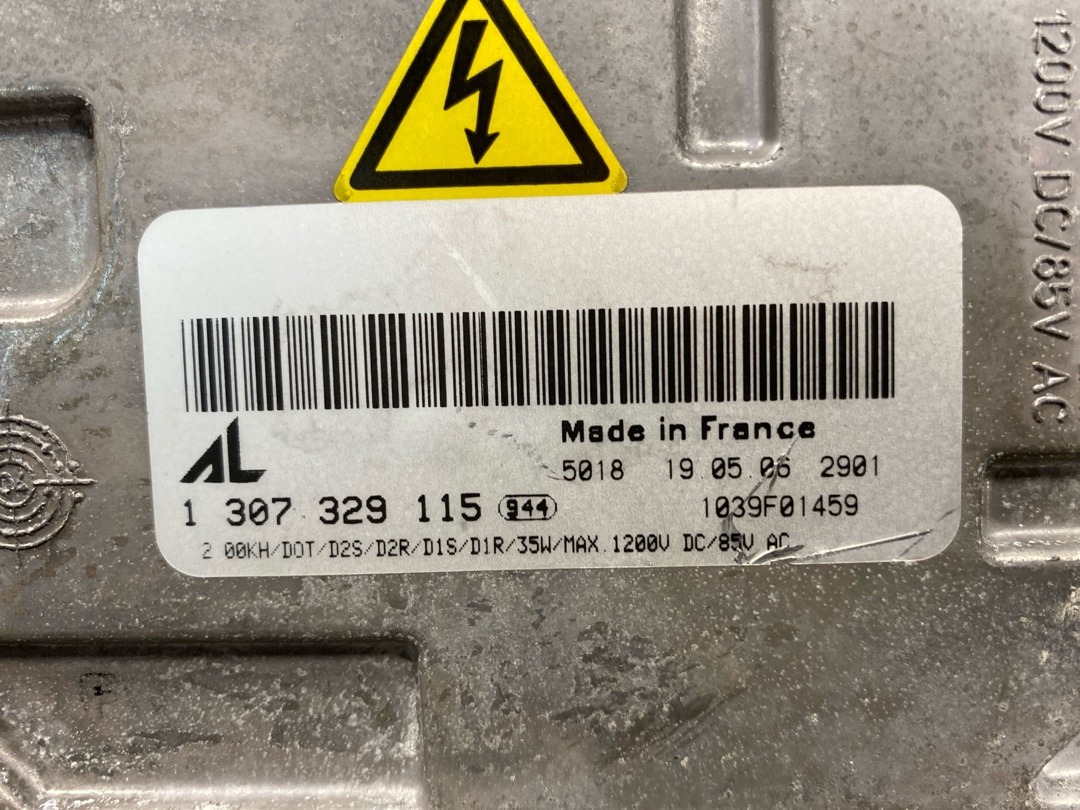 1200V DC/85V AC
AL
Made in France
5018 19.05.06 2901
1 307 329 115 944 1039F01459
2.00KH/DOT/D2S/D2R/D1S/D1R/35W/MAX.1200V DC/85V AC